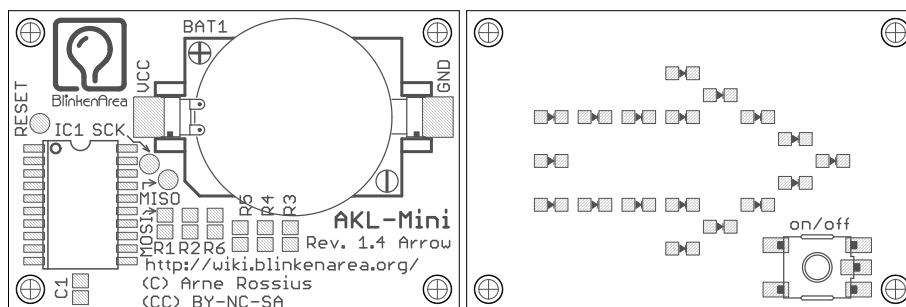 BAT1
BlinkenArea
VCC
GND
RESET
IC1 SCK
MISO
MOSI
R5
R4
R3
R1 R2 R6
AKL-Mini
Rev. 1.4 Arrow
http://wiki.blinkenarea.org/
(C) Arne Rossius
(CC) BY-NC-SA
C1
on/off